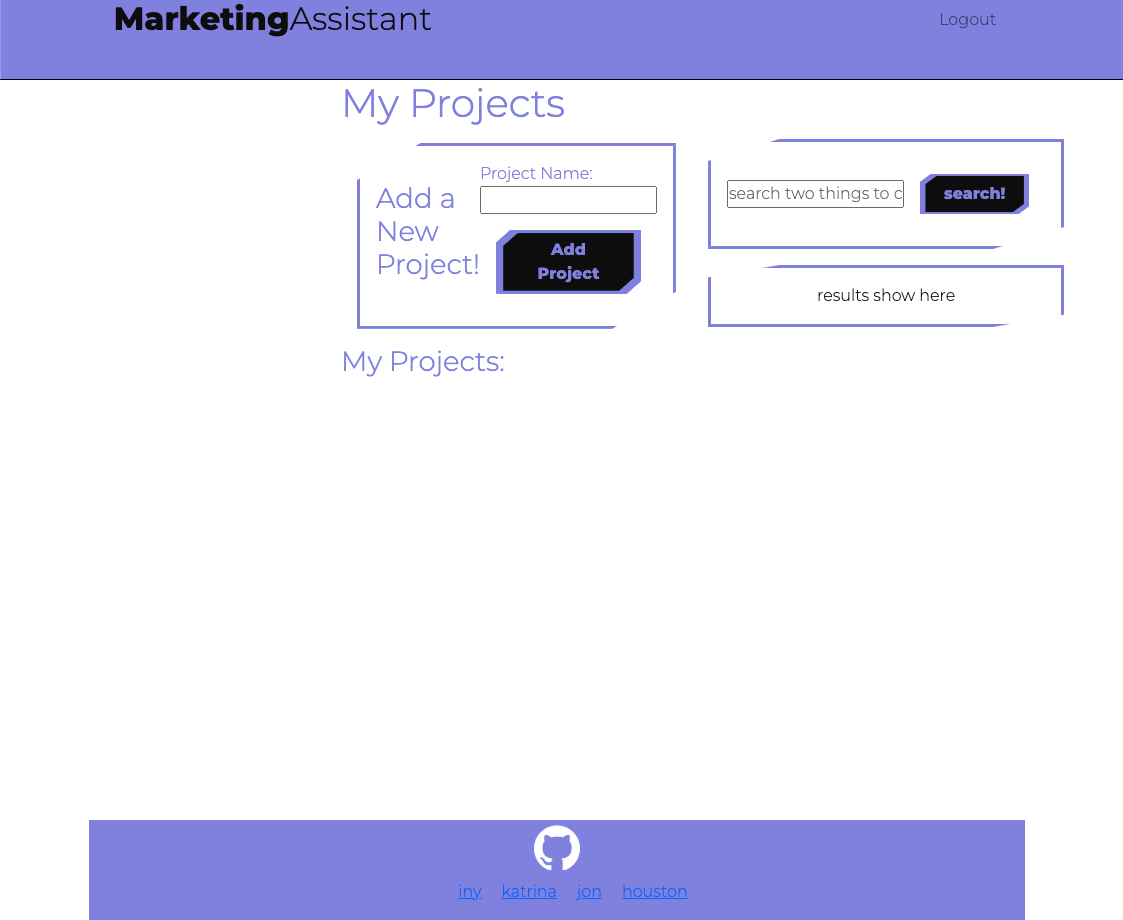 MarketingAssistant
Logout
My Projects
Add a
New
Project!
Project Name:
Add
Project
search two things to c
search!
results show here
My Projects:
iny katrina jon houston